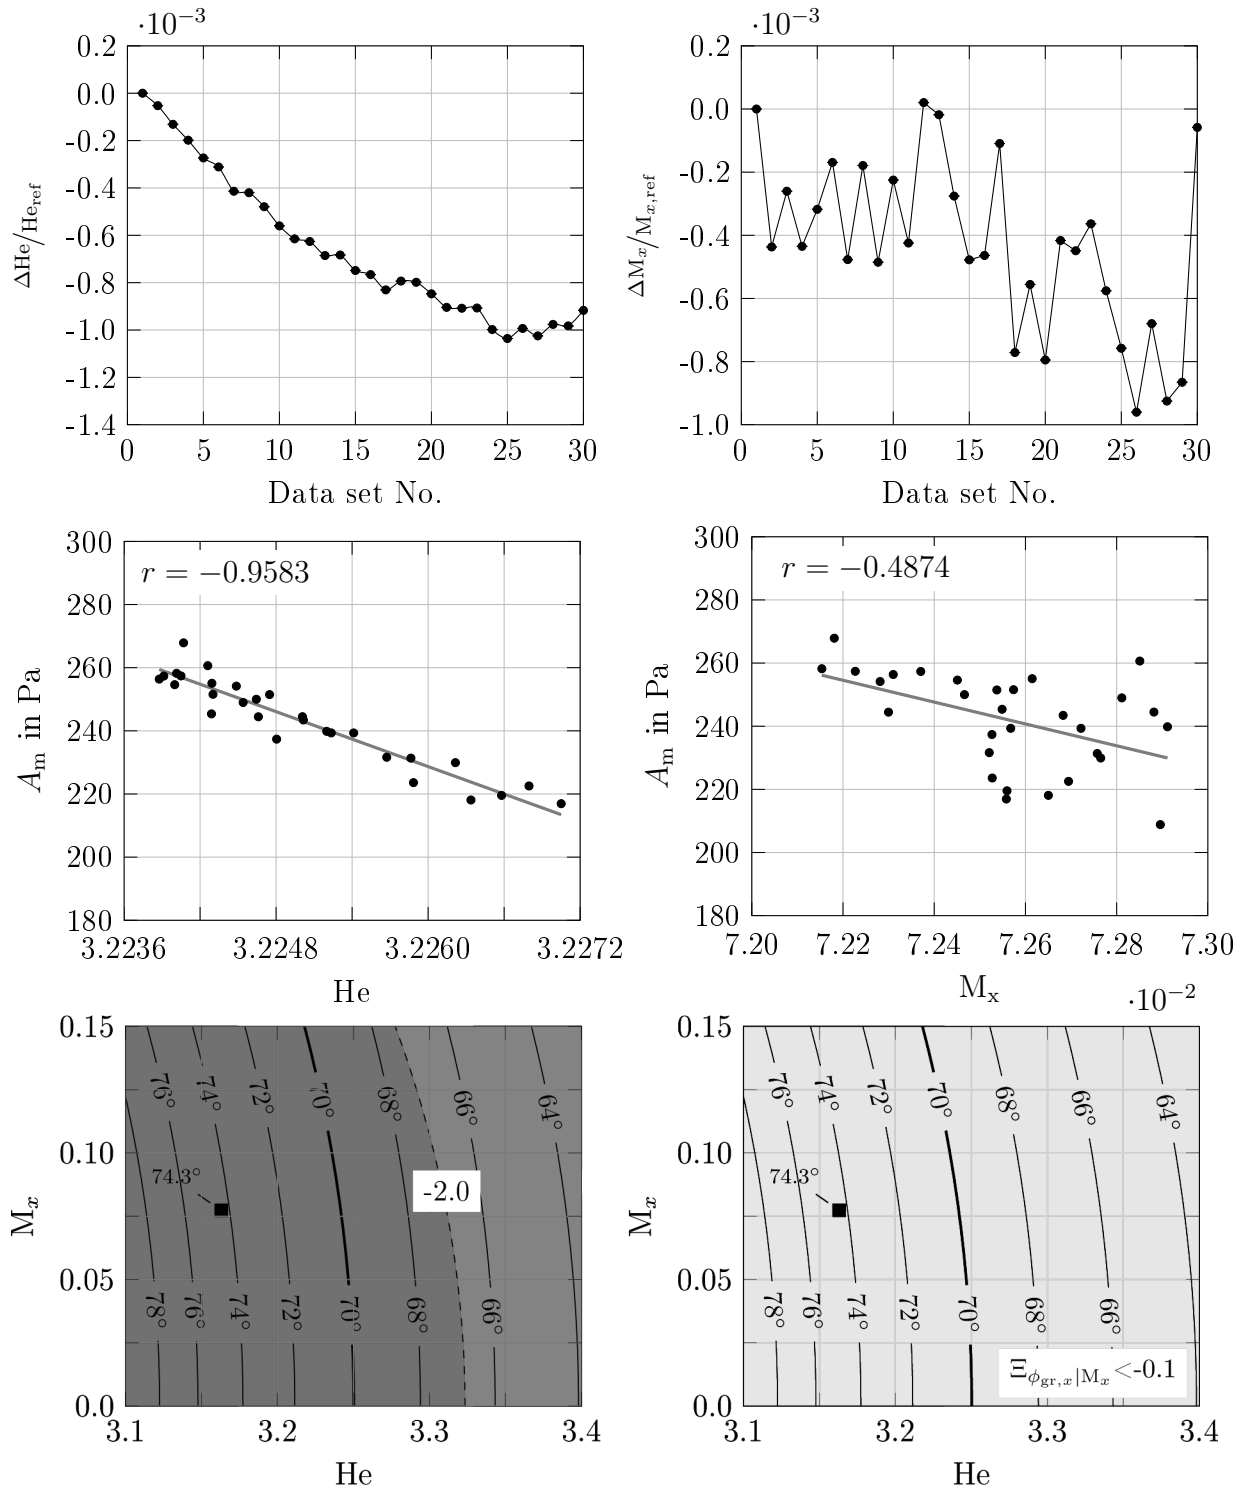 ·10⁻³
0.2
0.0
-0.2
-0.4
-0.6
-0.8
-1.0
-1.2
-1.4
0 5 10 15 20 25 30
Data set No.
ΔHe/He_ref
·10⁻³
0.2
0.0
-0.2
-0.4
-0.6
-0.8
-1.0
0 5 10 15 20 25 30
Data set No.
ΔM_x/M_x,ref
300
280
260
240
220
200
180
3.2236 3.2248 3.2260 3.2272
He
A_m in Pa
r = −0.9583
300
280
260
240
220
200
180
7.20 7.22 7.24 7.26 7.28 7.30
M_x
·10⁻²
A_m in Pa
r = −0.4874
0.15
0.10
0.05
0.0
3.1 3.2 3.3 3.4
He
M_x
76° 74° 72° 70° 68° 66° 64°
74.3°
-2.0
78° 76° 74° 72° 70° 68° 66°
0.15
0.10
0.05
0.0
3.1 3.2 3.3 3.4
He
M_x
76° 74° 72° 70° 68° 66° 64°
74.3°
78° 76° 74° 72° 70° 68° 66°
Ξ_ϕgr,x|M_x<-0.1